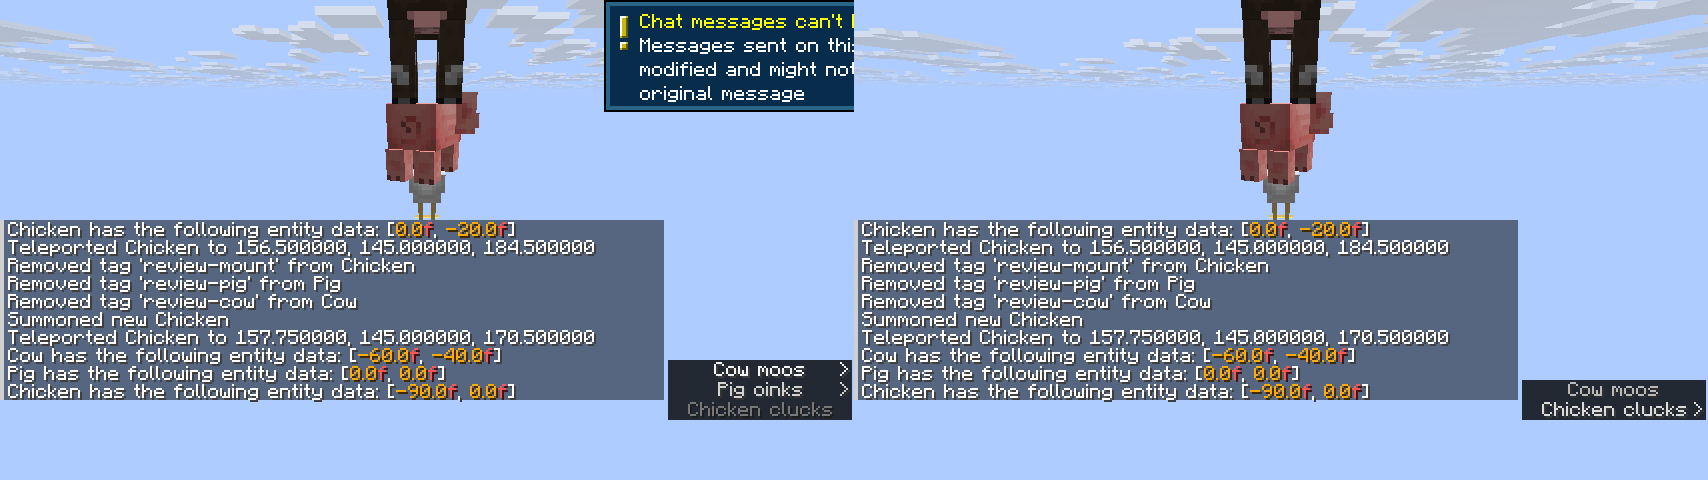 Chat messages can't
Messages sent on this
modified and might not
original message
Chicken has the following entity data: [0.0f, -20.0f]
Teleported Chicken to 156.500000, 145.000000, 184.500000
Removed tag 'review-mount' from Chicken
Removed tag 'review-pig' from Pig
Removed tag 'review-cow' from Cow
Summoned new Chicken
Teleported Chicken to 157.750000, 145.000000, 170.500000
Cow has the following entity data: [-60.0f, -40.0f]
Pig has the following entity data: [0.0f, 0.0f]
Chicken has the following entity data: [-90.0f, 0.0f]
Cow moos >
Pig oinks >
Chicken clucks
Chicken has the following entity data: [0.0f, -20.0f]
Teleported Chicken to 156.500000, 145.000000, 184.500000
Removed tag 'review-mount' from Chicken
Removed tag 'review-pig' from Pig
Removed tag 'review-cow' from Cow
Summoned new Chicken
Teleported Chicken to 157.750000, 145.000000, 170.500000
Cow has the following entity data: [-60.0f, -40.0f]
Pig has the following entity data: [0.0f, 0.0f]
Chicken has the following entity data: [-90.0f, 0.0f]
Cow moos
Chicken clucks >